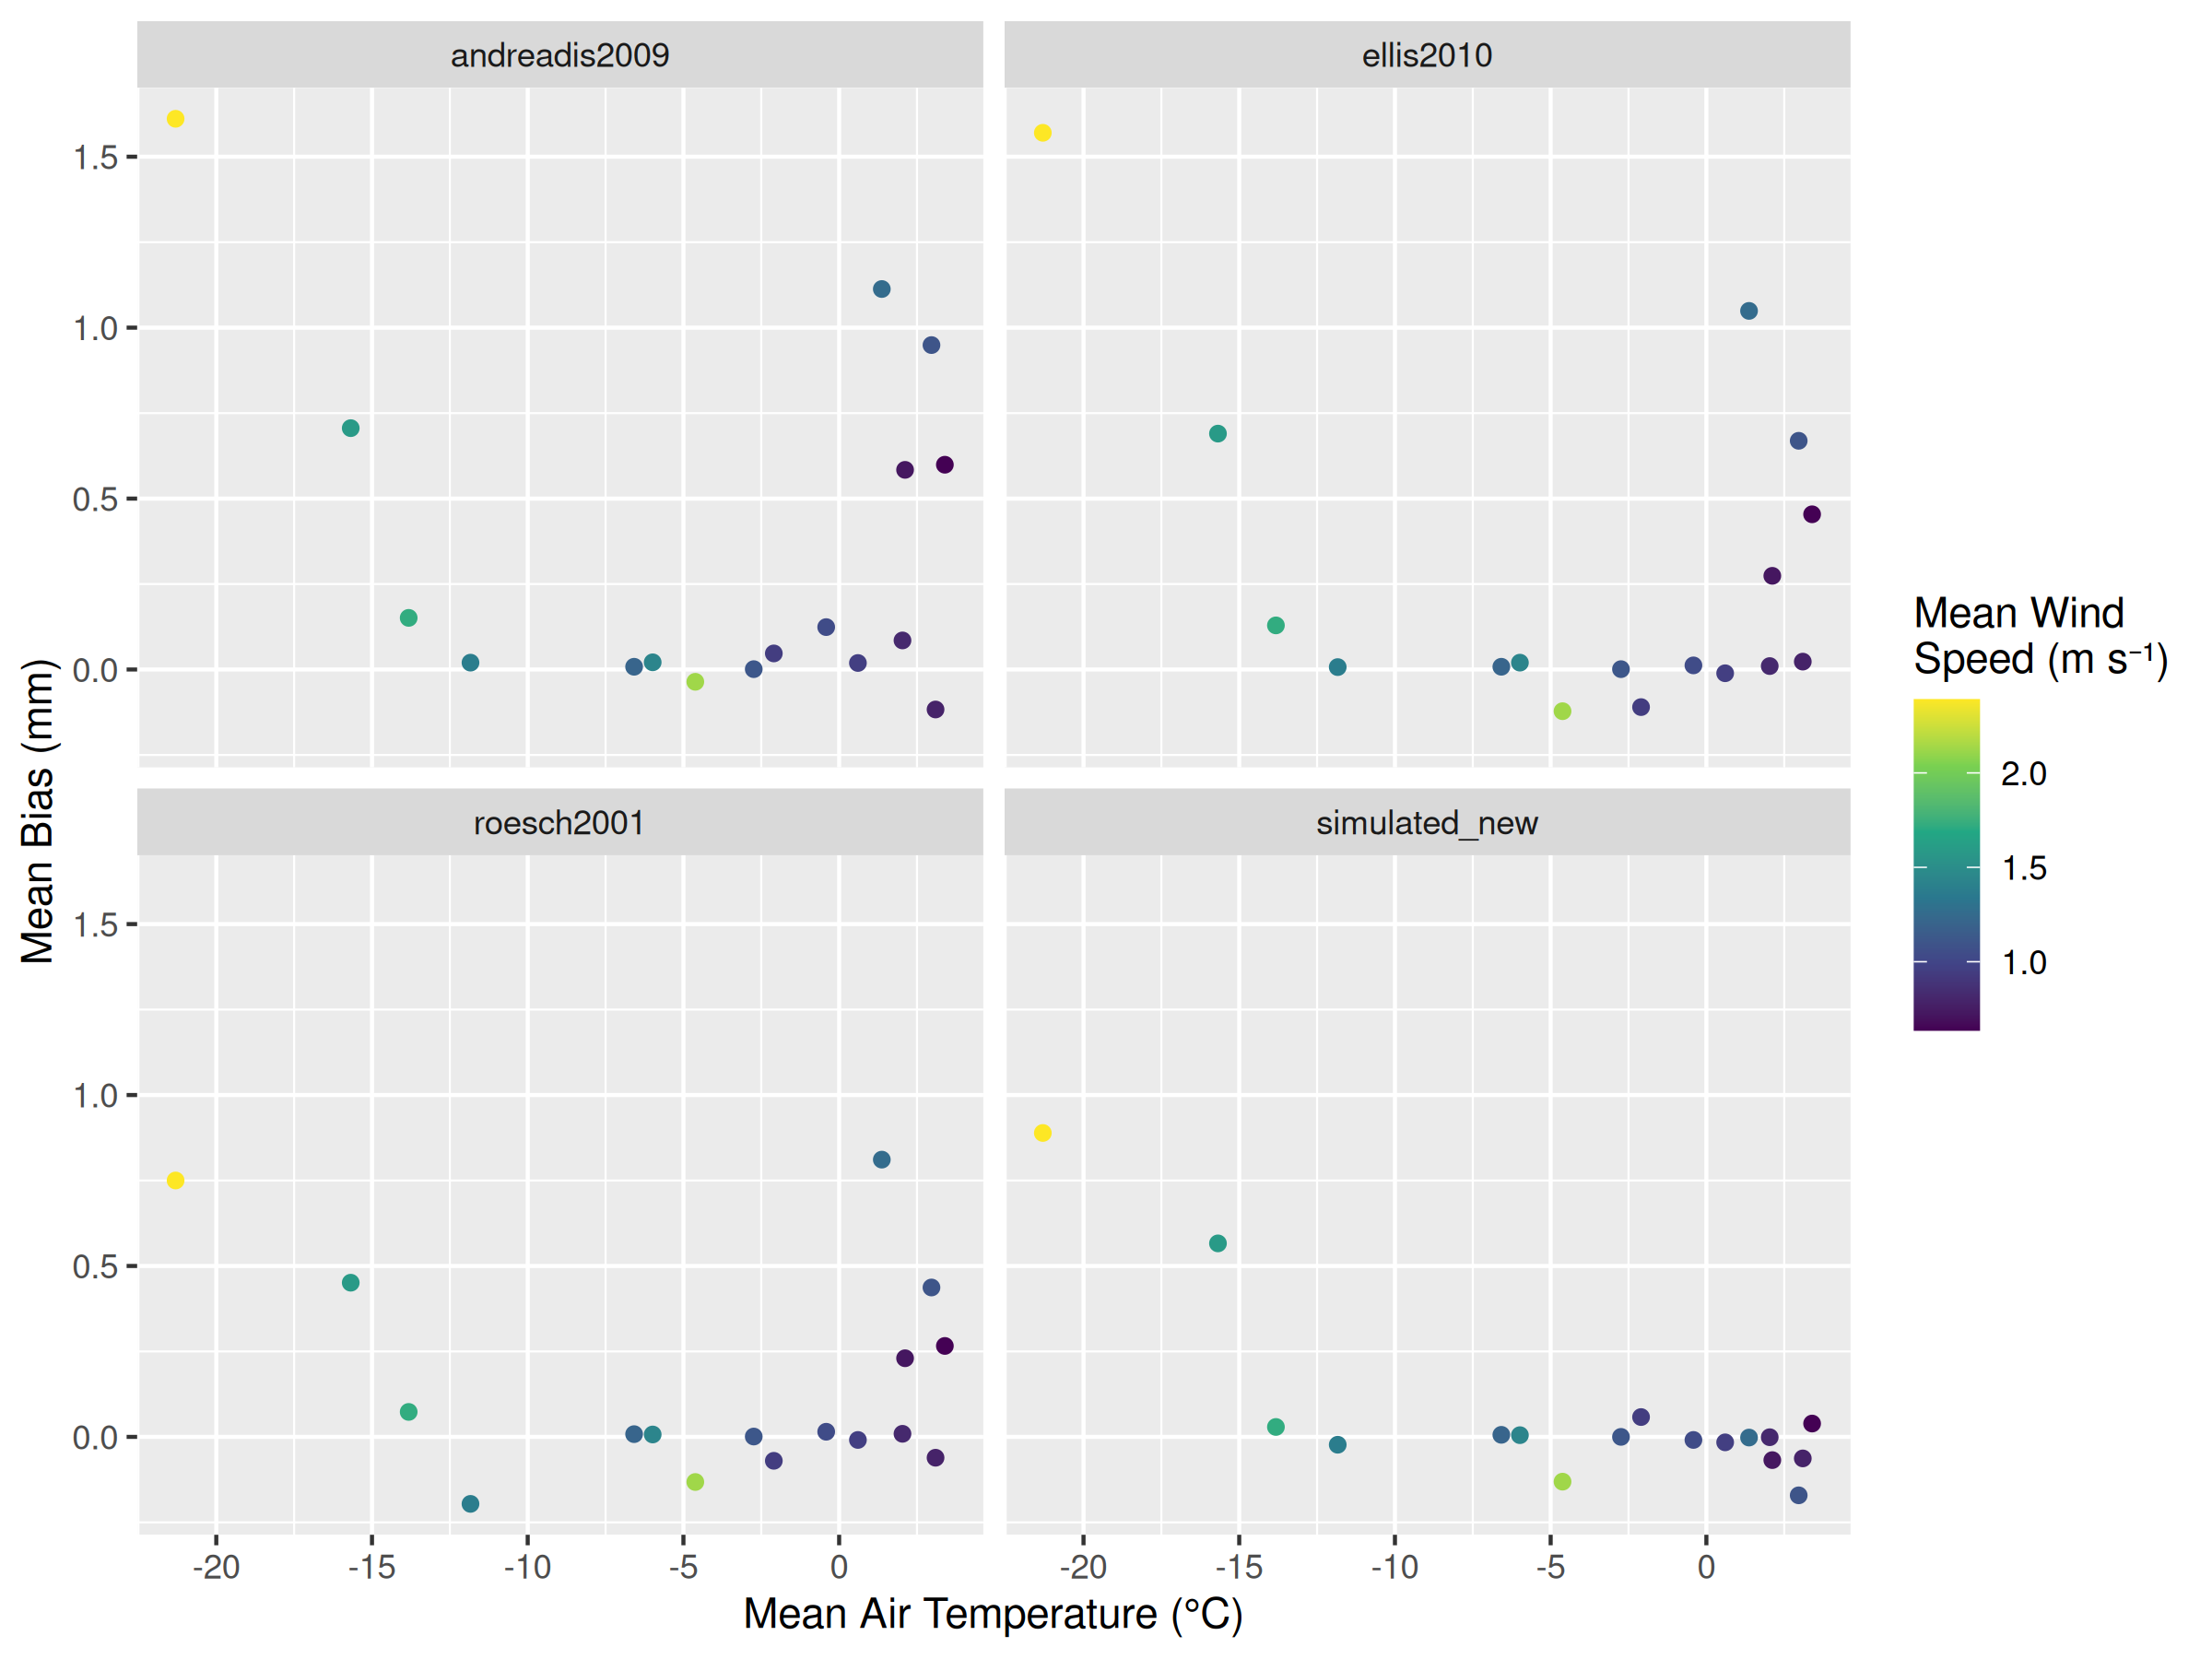 andreadis2009
ellis2010
1.5
1.0
0.5
0.0
roesch2001
simulated_new
1.5
1.0
0.5
0.0
-20
-15
-10
-5
0
-20
-15
-10
-5
0
Mean Air Temperature (°C)
Mean Bias (mm)
Mean Wind
Speed (m s⁻¹)
2.0
1.5
1.0